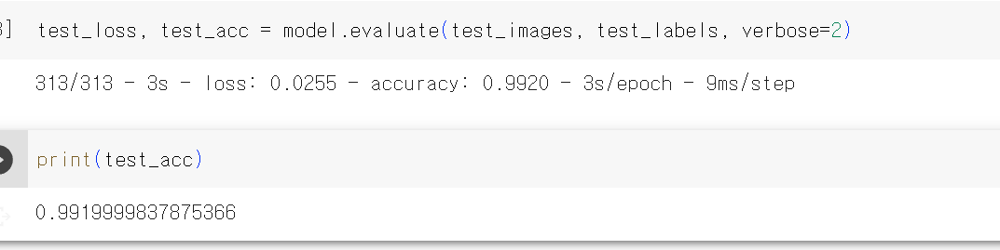 3] test_loss, test_acc = model.evaluate(test_images, test_labels, verbose=2)
313/313 - 3s - loss: 0.0255 - accuracy: 0.9920 - 3s/epoch - 9ms/step
print(test_acc)
0.9919999837875366